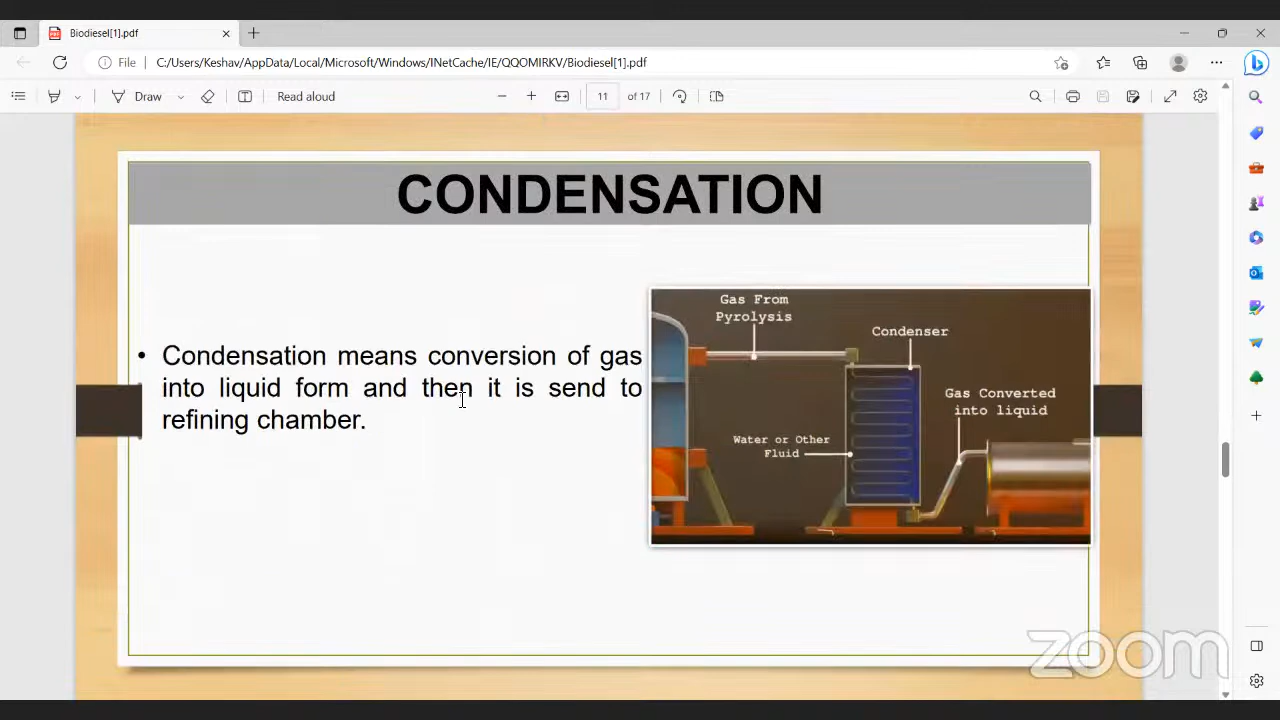 Biodiesel[1].pdf
File C:/Users/Keshav/AppData/Local/Microsoft/Windows/INetCache/IE/QQOMIRXV/Biodiesel[1].pdf
Draw Read aloud 11 of 17
CONDENSATION
Gas From
Pyrolysis
Condenser
• Condensation means conversion of gas
into liquid form and then it is send to
refining chamber.
Gas Converted
into liquid
Water or Other
Fluid
zoom